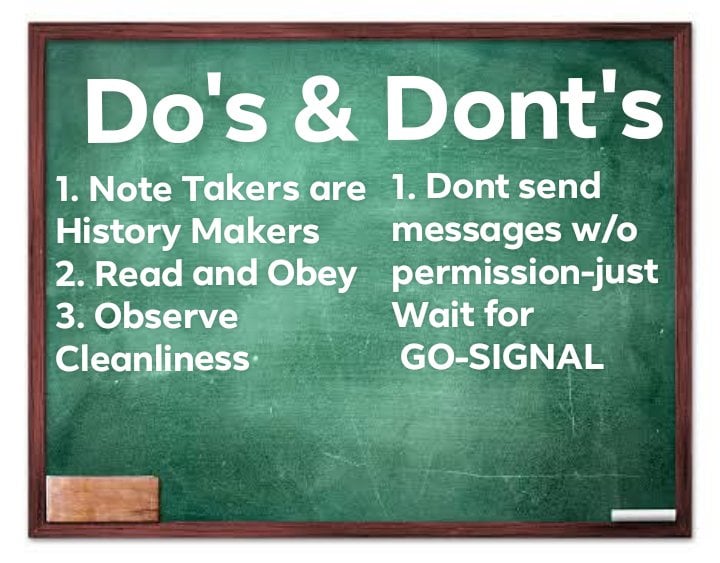 Do's & Dont's
1. Note Takers are
History Makers
2. Read and Obey
3. Observe
Cleanliness
1. Dont send
messages w/o
permission-just
Wait for
GO-SIGNAL